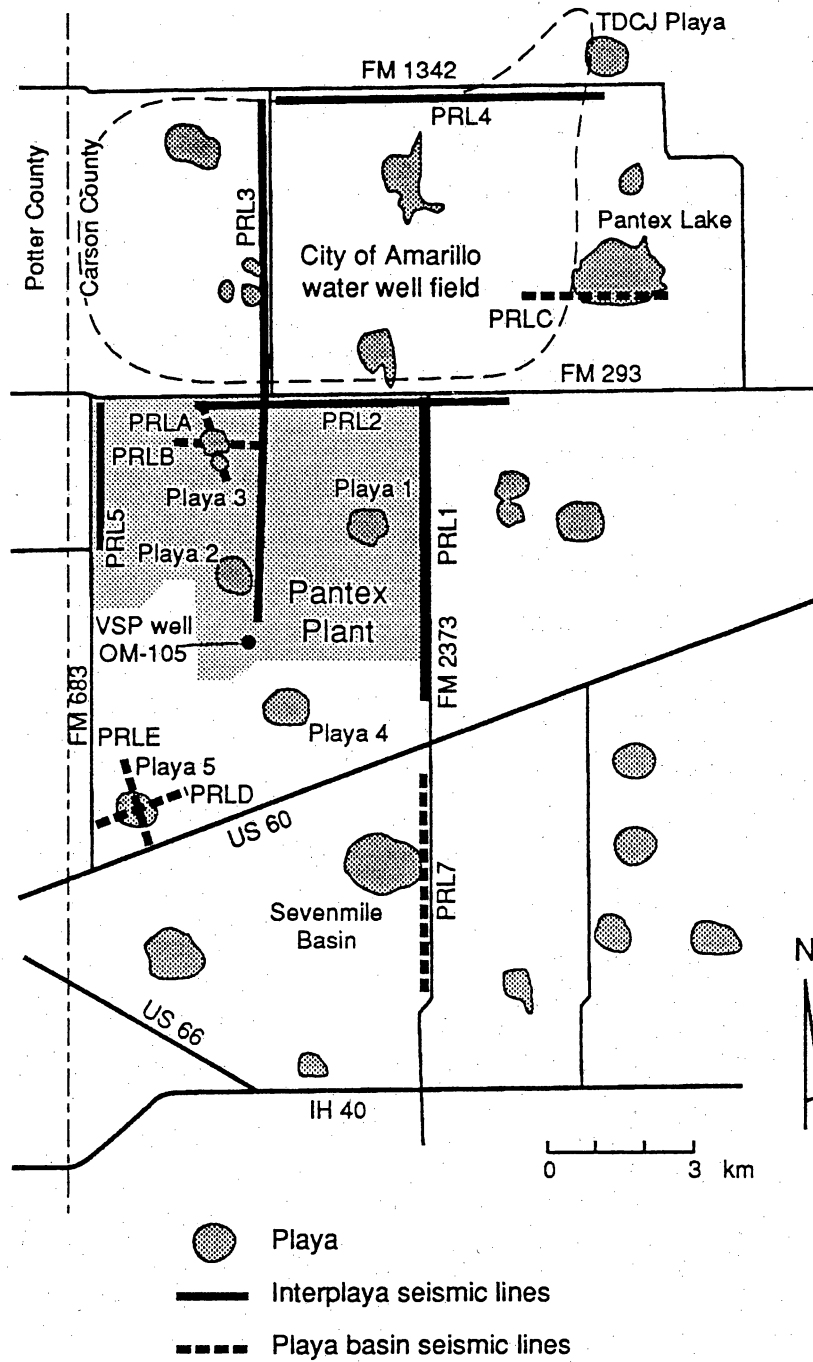 TDCJ Playa
FM 1342
PRL4
Potter County
Carson County
PRL3
Pantex Lake
City of Amarillo
water well field
PRLC
FM 293
PRLA
PRL2
PRLB
Playa 3
Playa 1
PRL5
PRL1
Playa 2
Pantex
Plant
VSP well
OM-105
FM 2373
FM 683
Playa 4
PRLE
Playa 5
PRLD
US 60
PRL7
Sevenmile
Basin
N
US 66
IH 40
0 3 km
Playa
Interplaya seismic lines
Playa basin seismic lines